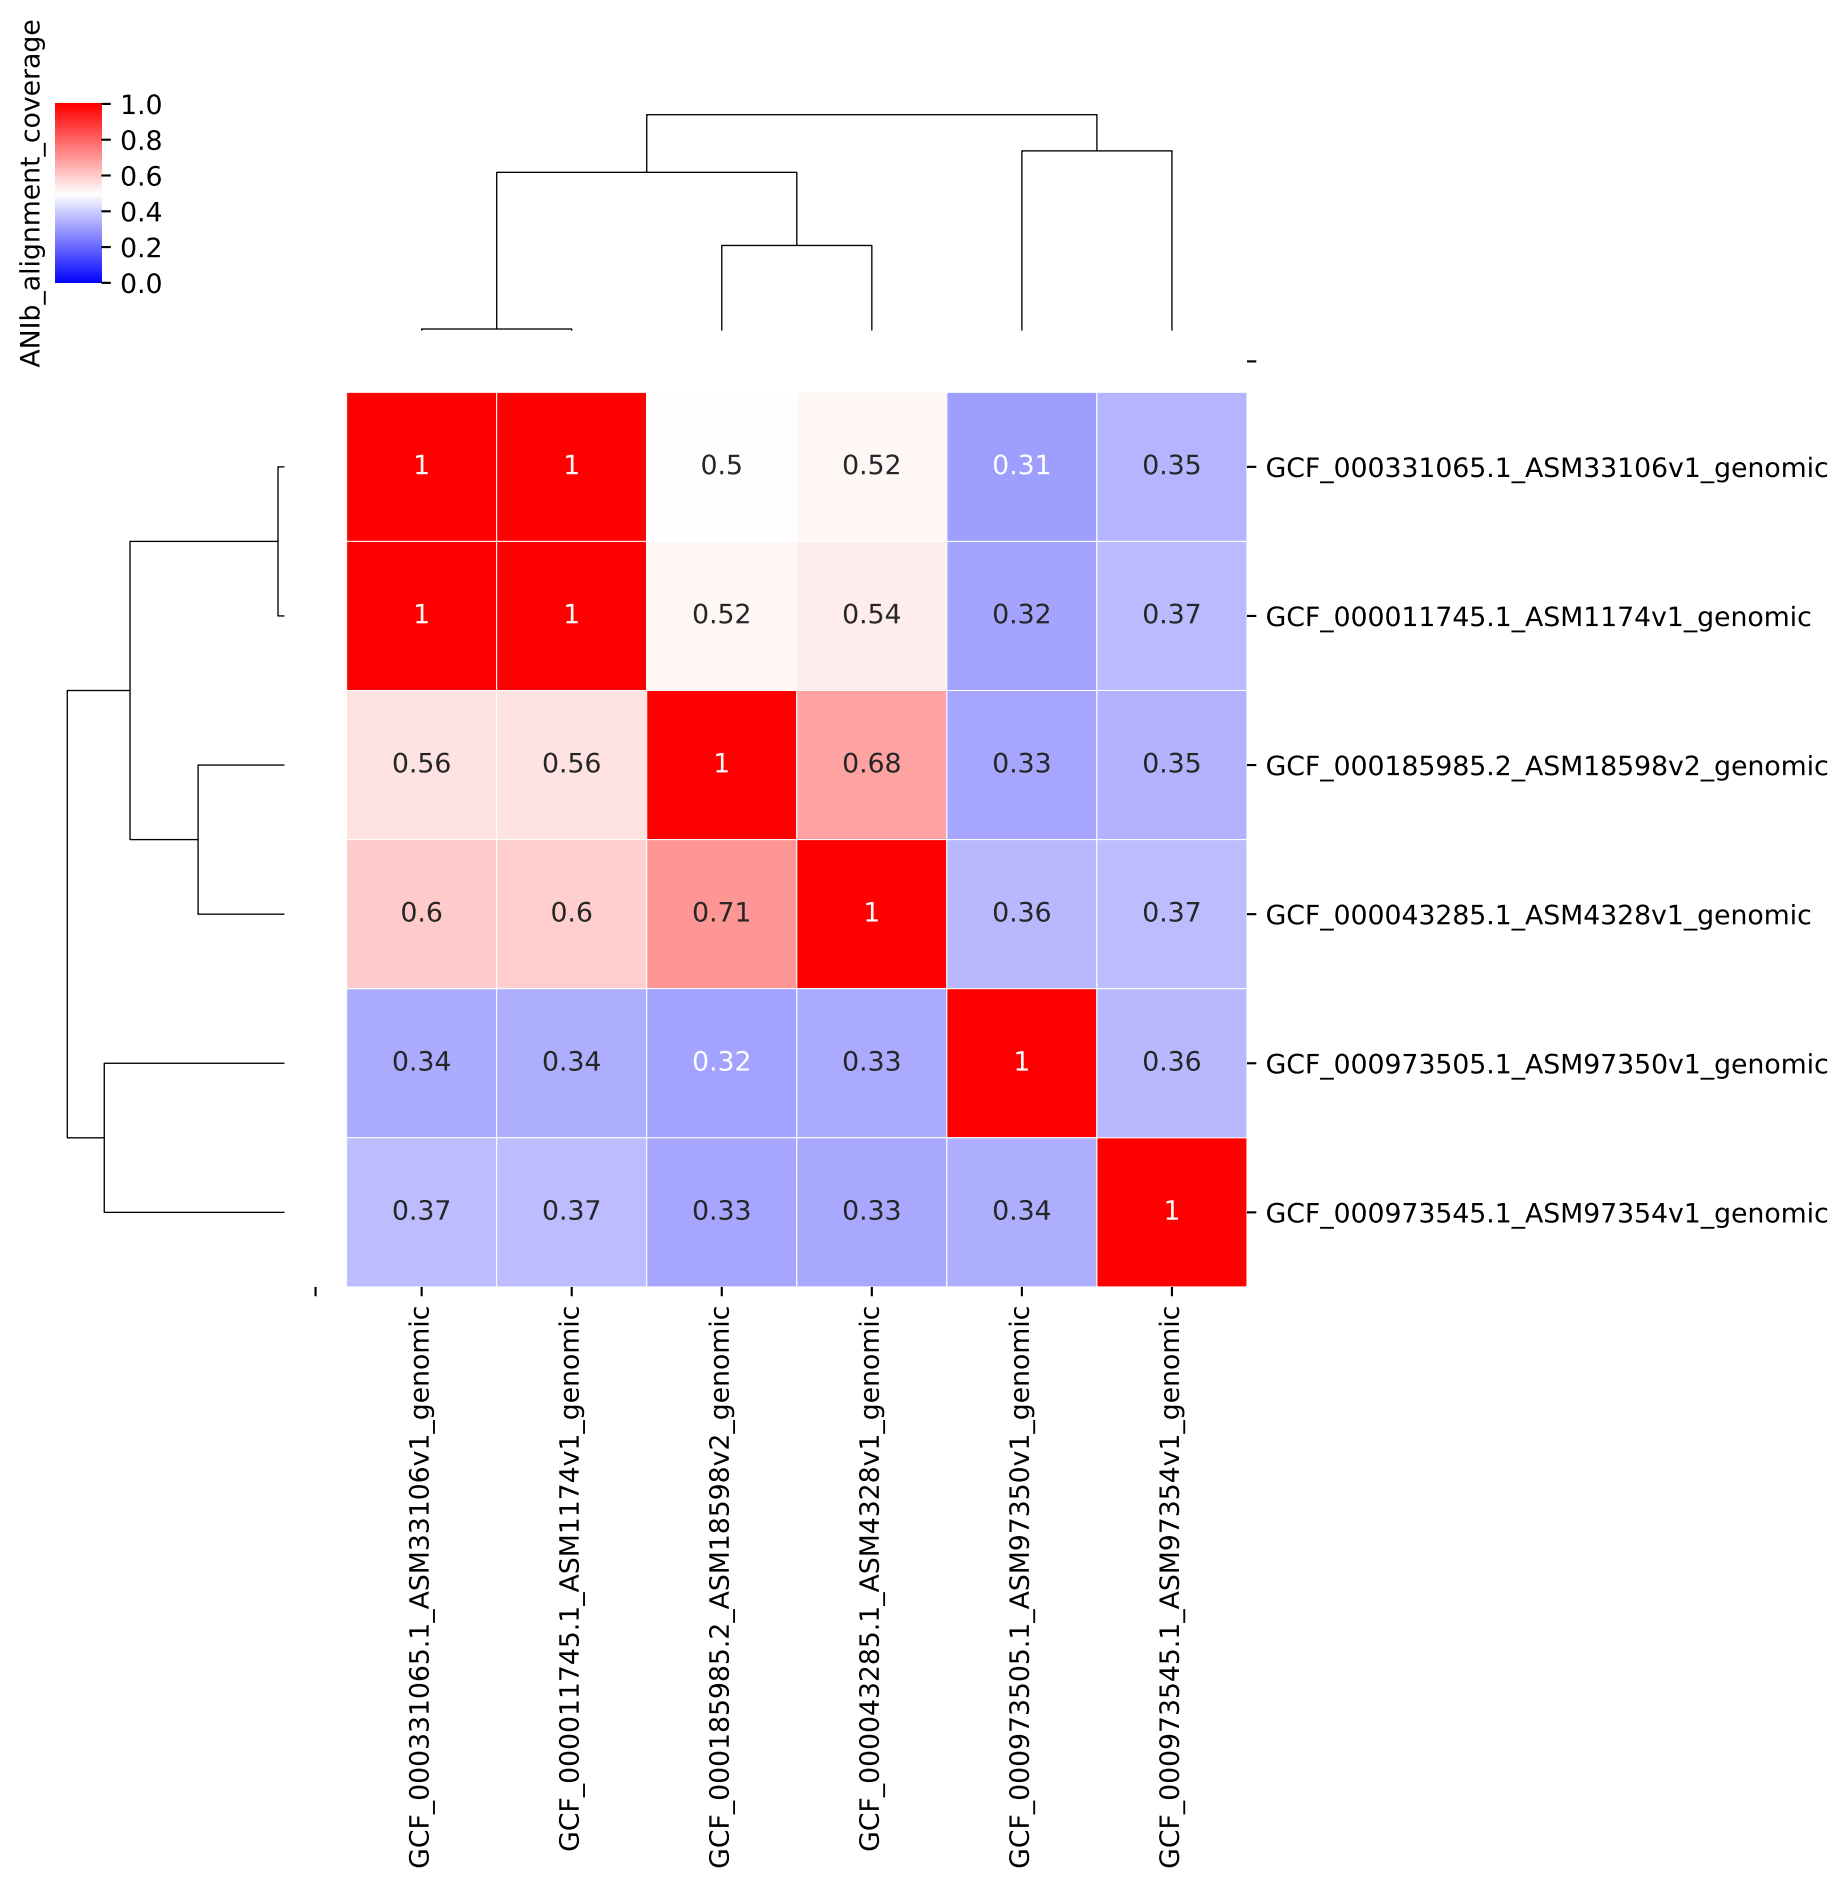 ANIb_alignment_coverage
1.0
0.8
0.6
0.4
0.2
0.0
1 1 0.5 0.52 0.31 0.35 GCF_000331065.1_ASM33106v1_genomic
1 1 0.52 0.54 0.32 0.37 GCF_000011745.1_ASM1174v1_genomic
0.56 0.56 1 0.68 0.33 0.35 GCF_000185985.2_ASM18598v2_genomic
0.6 0.6 0.71 1 0.36 0.37 GCF_000043285.1_ASM4328v1_genomic
0.34 0.34 0.32 0.33 1 0.36 GCF_000973505.1_ASM97350v1_genomic
0.37 0.37 0.33 0.33 0.34 1 GCF_000973545.1_ASM97354v1_genomic
GCF_000331065.1_ASM33106v1_genomic
GCF_000011745.1_ASM1174v1_genomic
GCF_000185985.2_ASM18598v2_genomic
GCF_000043285.1_ASM4328v1_genomic
GCF_000973505.1_ASM97350v1_genomic
GCF_000973545.1_ASM97354v1_genomic